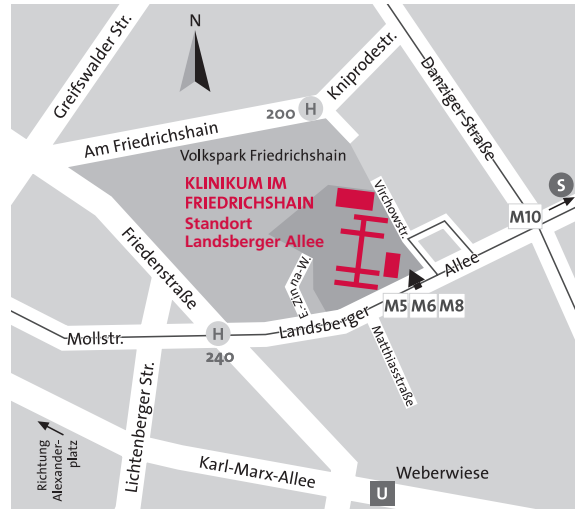 Greifswalder Str.
N
Kniprodestr.
Danziger-Straße
200 H
Am Friedrichshain
Volkspark Friedrichshain
KLINIKUM IM
FRIEDRICHSHAIN
Standort
Landsberger Allee
Virchowstr.
S
M10
Friedenstraße
E.-Zinna-W.
Allee
M5 M6 M8
Landsberger
Mollstr.
H
240
Matthiasstraße
Lichtenberger Str.
Richtung
Alexander-
platz
Karl-Marx-Allee
Weberwiese
U